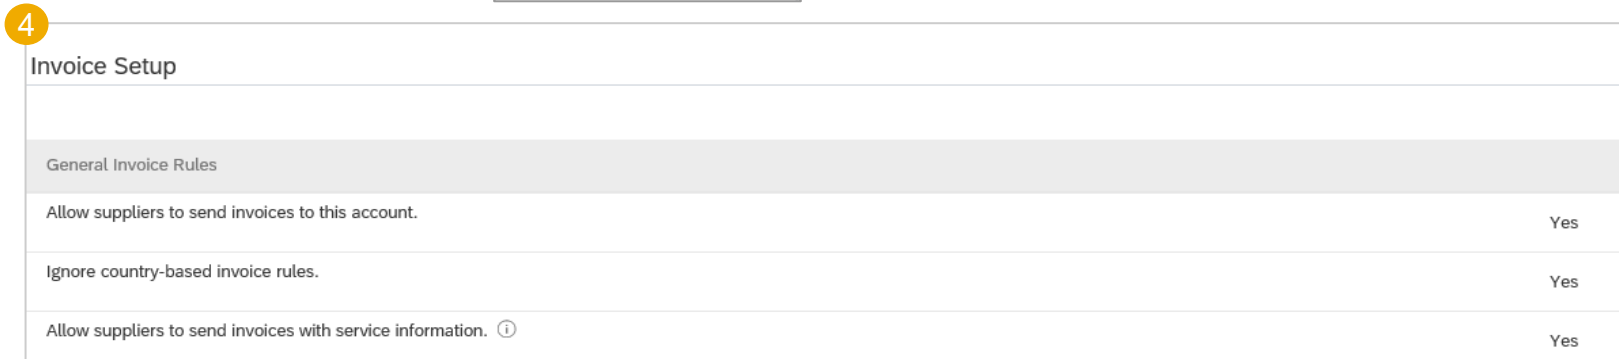 4
Invoice Setup
General Invoice Rules
Allow suppliers to send invoices to this account.
Yes
Ignore country-based invoice rules.
Yes
Allow suppliers to send invoices with service information.
Yes